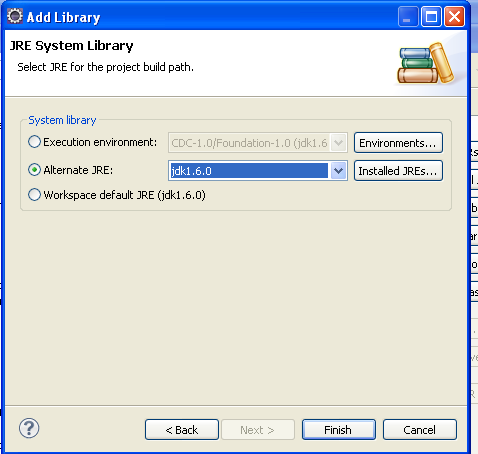 Add Library
JRE System Library
Select JRE for the project build path.
System library
Execution environment: CDC-1.0/Foundation-1.0 (jdk1.6 Environments...
Alternate JRE: jdk1.6.0 Installed JREs...
Workspace default JRE (jdk1.6.0)
? < Back Next > Finish Cancel